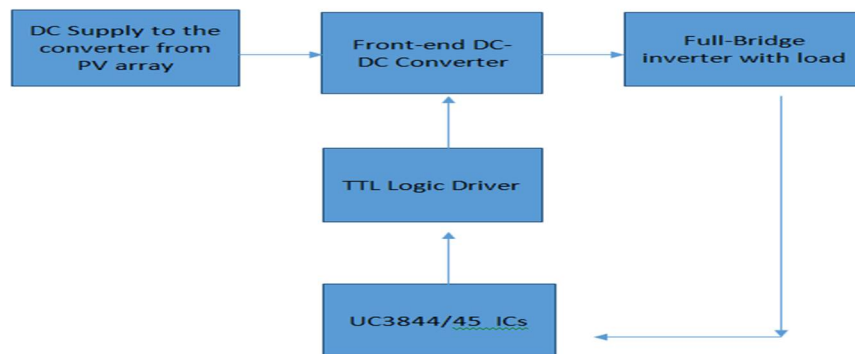 DC Supply to the
converter from
PV array
Front-end DC-
DC Converter
Full-Bridge
inverter with load
TTL Logic Driver
UC3844/45 ICs